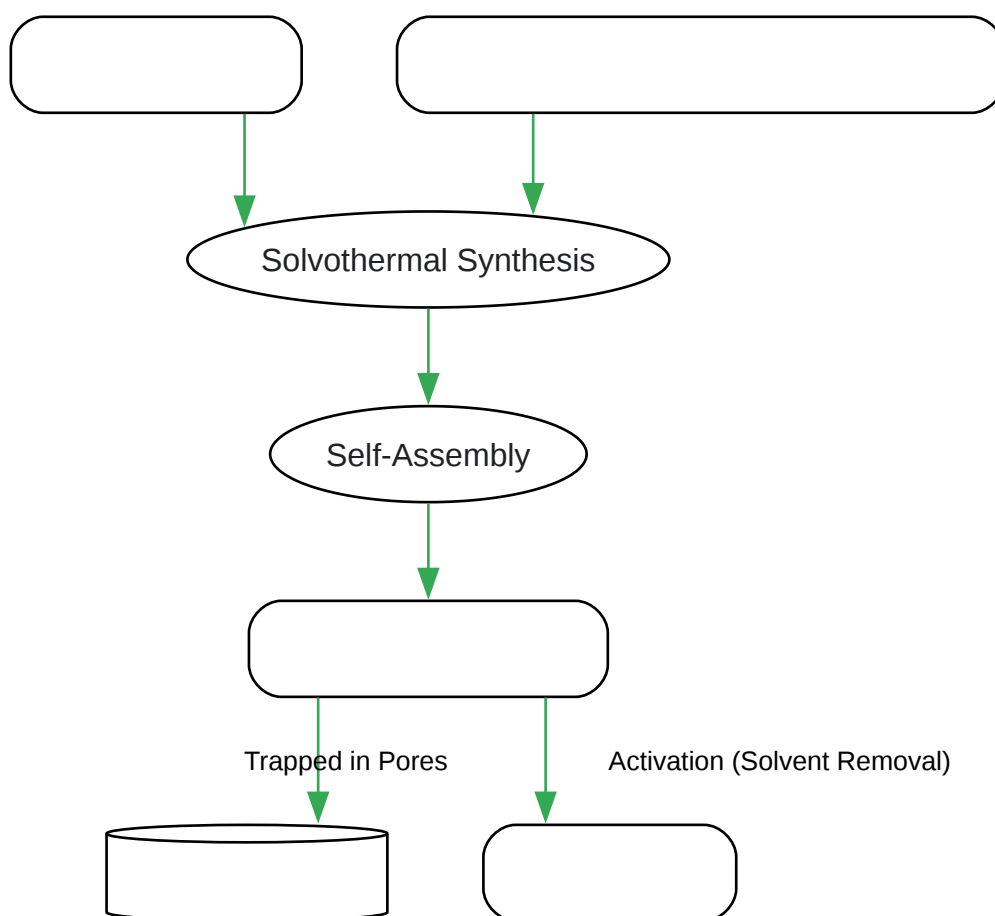 Solvothermal Synthesis
Self-Assembly
Trapped in Pores
Activation (Solvent Removal)